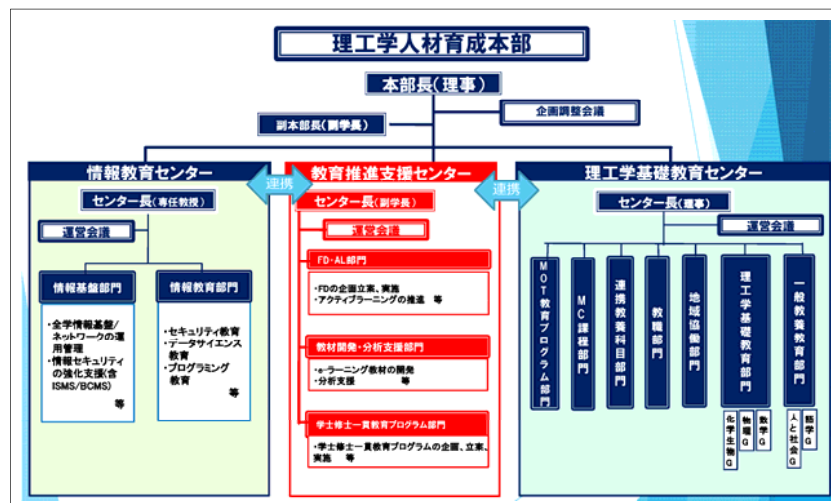 理工学人材育成本部
本部長(理事)
企画調整会議
副本部長(副学長)
情報教育センター
連携
教育推進支援センター
連携
理工学基礎教育センター
センター長(専任教授)
運営会議
情報基盤部門
・全学情報基盤/
ネットワークの運
用管理
・情報セキュリティ
の強化支援(含
ISMS/BCMS)
等
情報教育部門
・セキュリティ教育
・データサイエンス
教育
・プログラミング
教育
等
センター長(副学長)
運営会議
FD・AL部門
・FDの企画立案、実施
・アクティブラーニングの推進 等
教材開発・分析支援部門
・e-ラーニング教材の開発
・分析支援 等
学士修士一貫教育プログラム部門
・学士修士一貫教育プログラムの企画、立案、
実施 等
センター長(理事)
運営会議
MOT教育プログラム部門
MC課程部門
連携教養科目部門
教職部門
地域協働部門
理工学基礎教育部門
化学生物G
物理G
数学G
一般教養教育部門
人と社会G
語学G